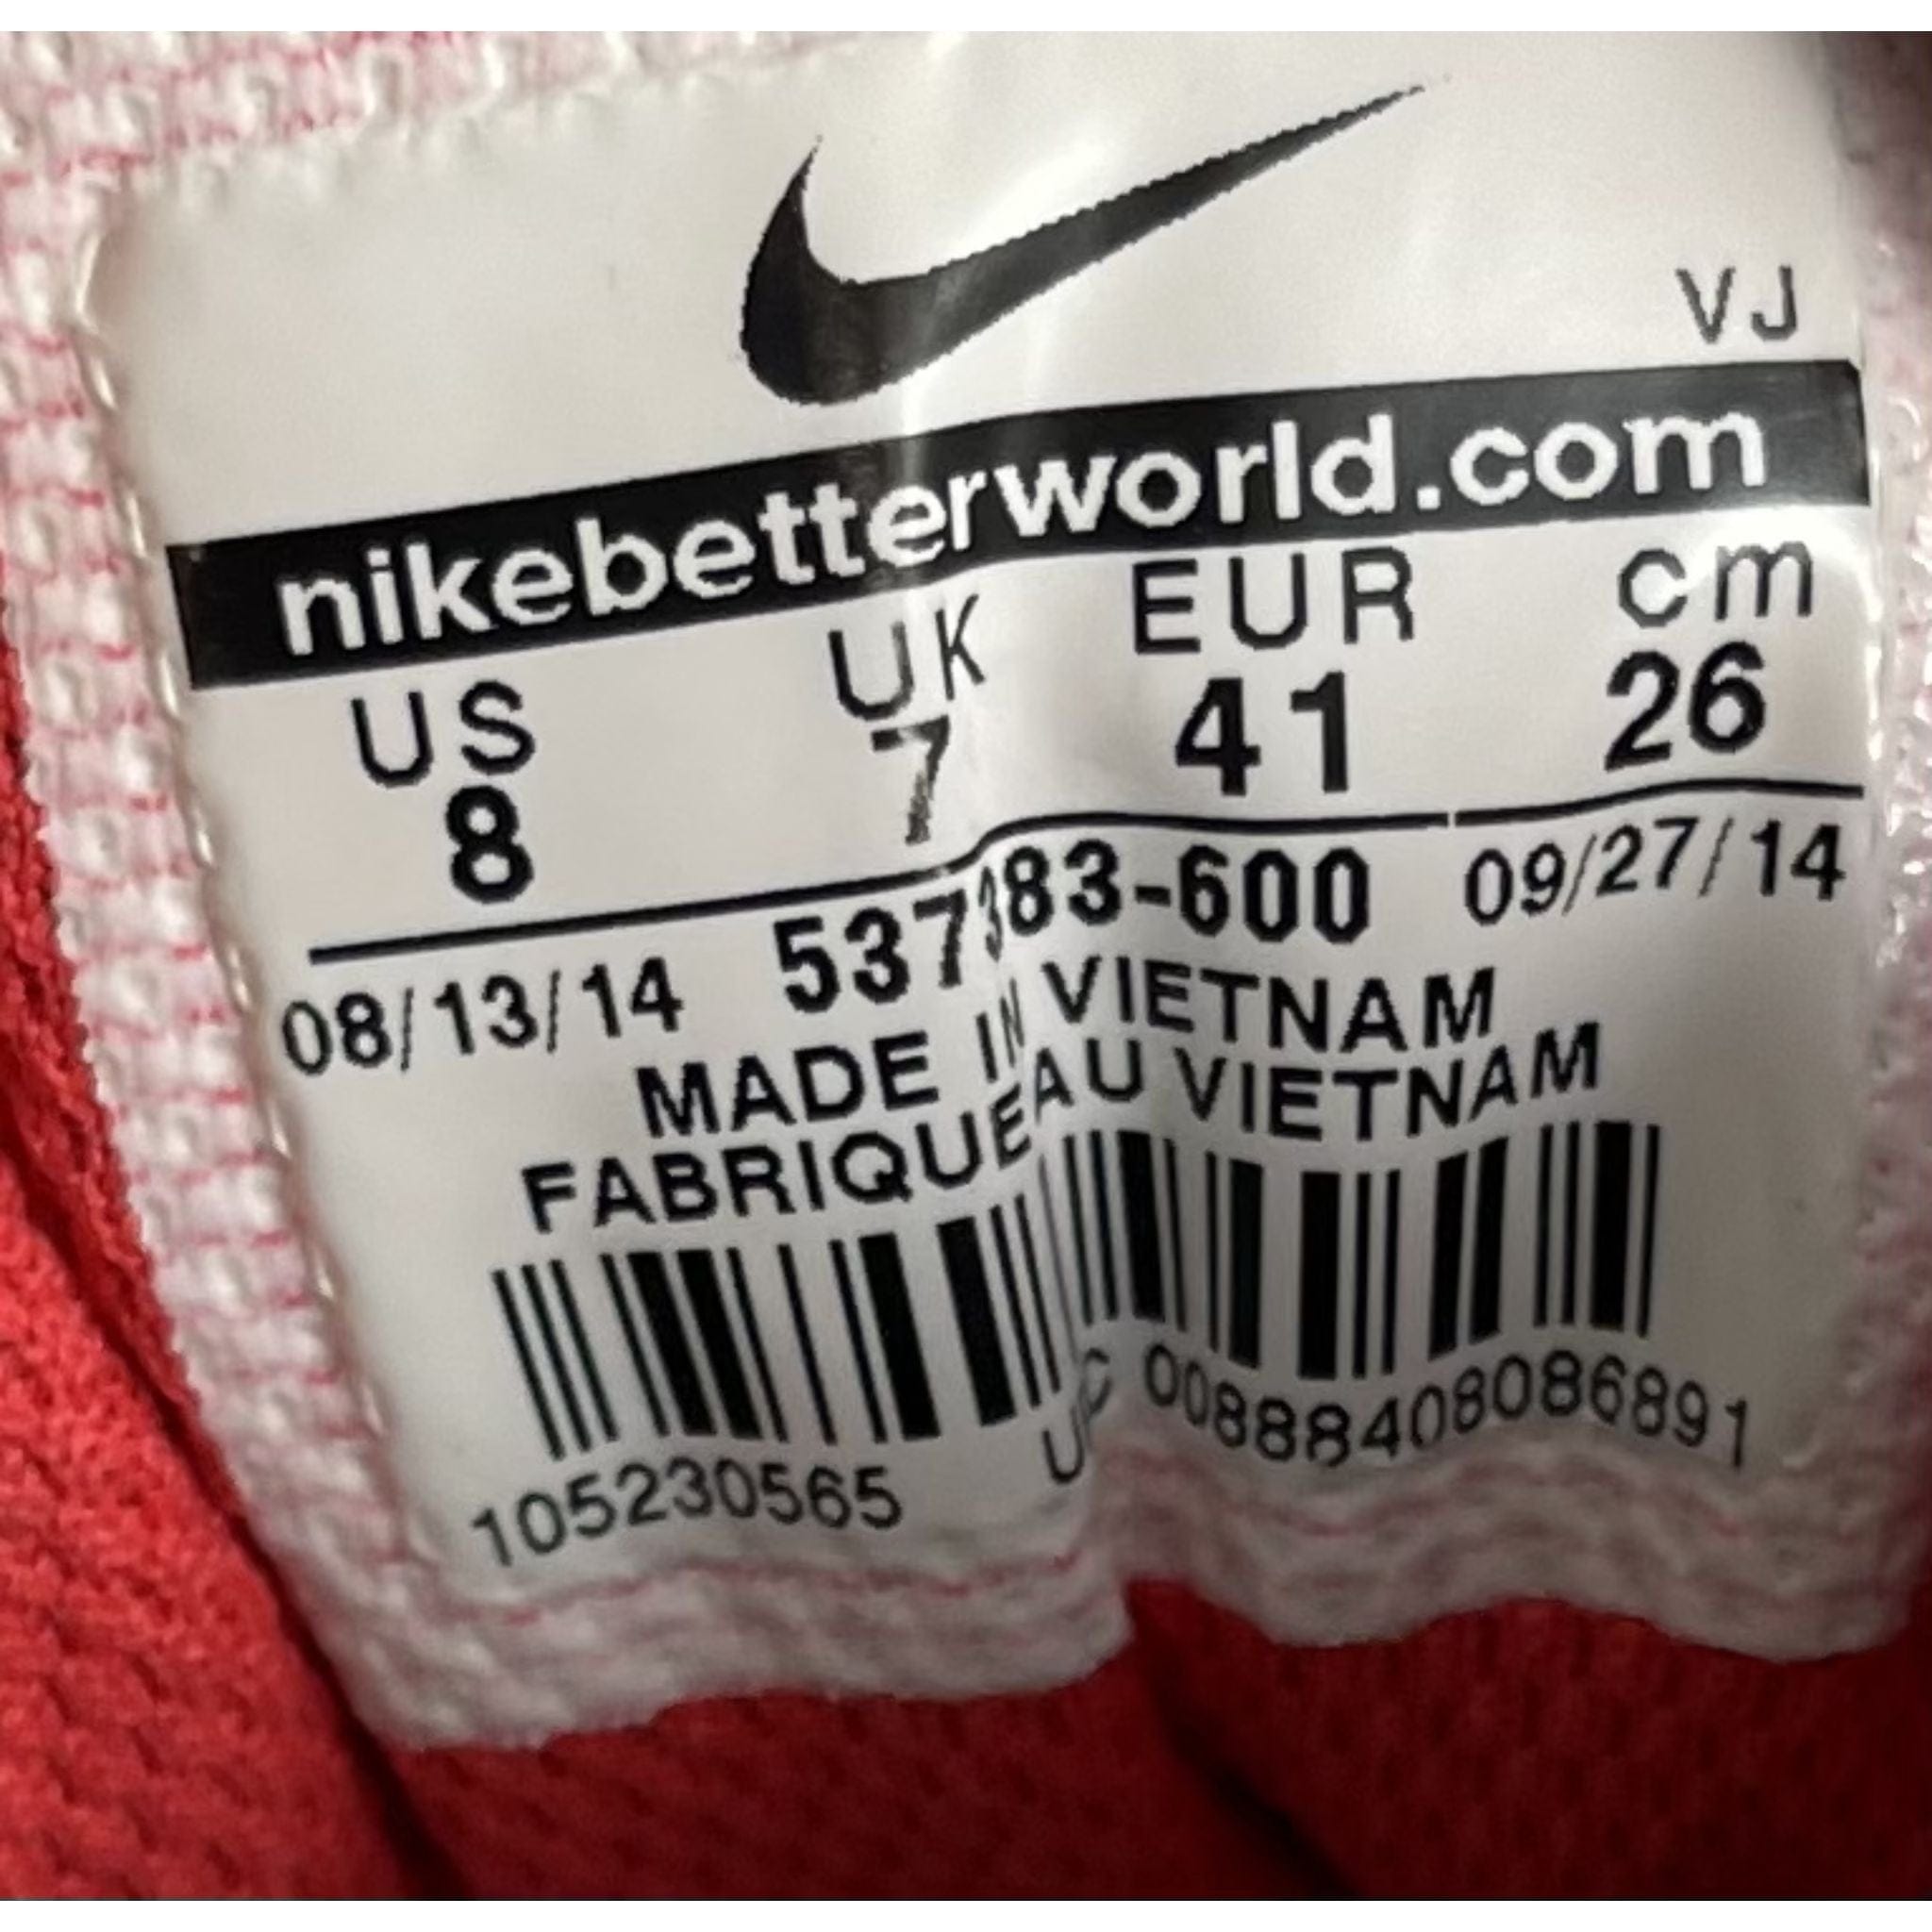 VJ
nikebetterworld.com
US UK EUR cm
8 7 41 26
08/13/14 537383-600 09/27/14
MADE IN VIETNAM
FABRIQUE AU VIETNAM
105230565 UPC 00888408086891